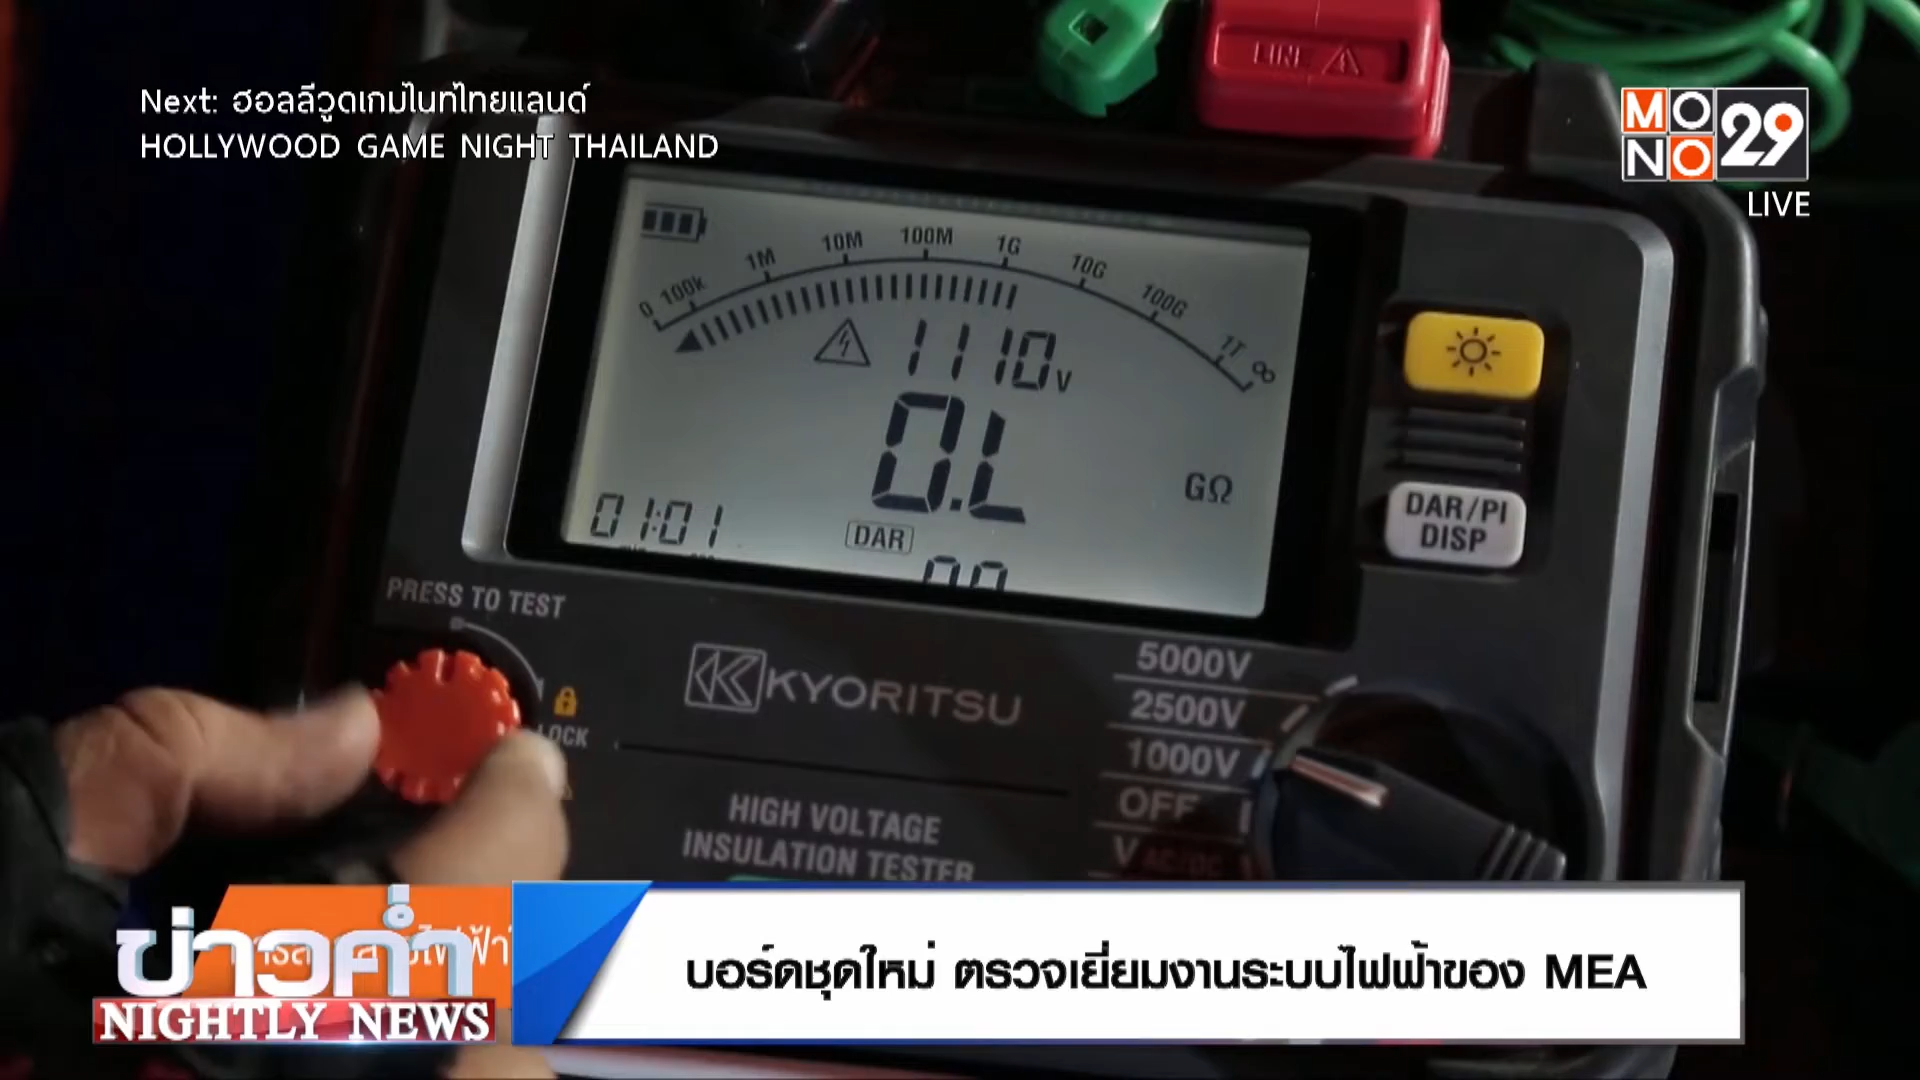 Next: ฮอลลีวูดเกมไนท์ไทยแลนด์
HOLLYWOOD GAME NIGHT THAILAND
MONO 29
LIVE
LINE
0 100k 1M 10M 100M 1G 10G 100G 1T ∞
1110V
O.L
GΩ
01:01
DAR
DAR/PI
DISP
PRESS TO TEST
LOCK
KYORITSU
5000V
2500V
1000V
OFF
V AC/DC
HIGH VOLTAGE
INSULATION TESTER
ข่าวค่ำ
NIGHTLY NEWS
บอร์ดชุดใหม่ ตรวจเยี่ยมงานระบบไฟฟ้าของ MEA